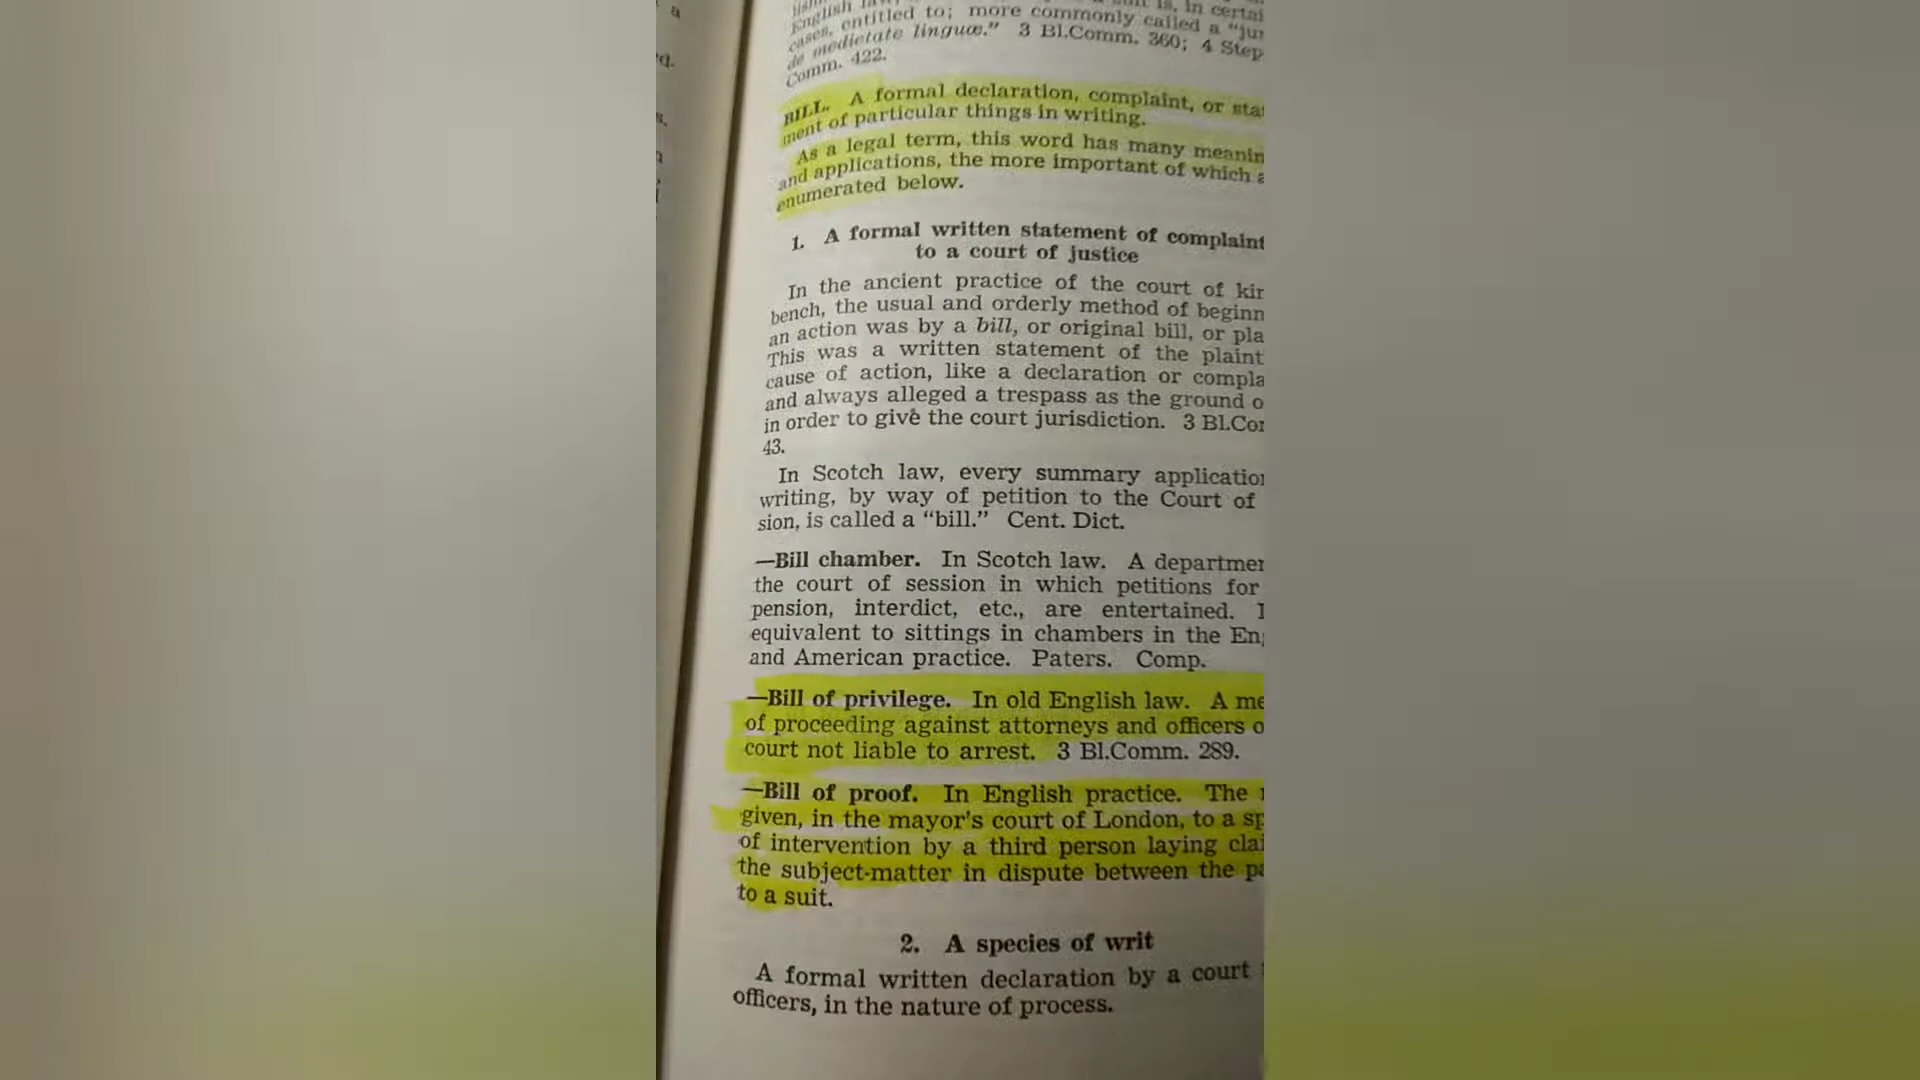 a
rd.
s.
English law,
is, in certai
cases, entitled to; more commonly called a “jur
de medietate linguæ.” 3 Bl.Comm. 360; 4 Step
Comm. 422.
BILL. A formal declaration, complaint, or sta
ment of particular things in writing.
As a legal term, this word has many meanin
and applications, the more important of which a
enumerated below.
1. A formal written statement of complaint
to a court of justice
In the ancient practice of the court of kin
bench, the usual and orderly method of beginn
an action was by a bill, or original bill, or pla
This was a written statement of the plaint
cause of action, like a declaration or compla
and always alleged a trespass as the ground o
in order to give the court jurisdiction. 3 Bl.Com
43.
In Scotch law, every summary application
writing, by way of petition to the Court of
sion, is called a “bill.” Cent. Dict.
—Bill chamber. In Scotch law. A departmen
the court of session in which petitions for
pension, interdict, etc., are entertained. I
equivalent to sittings in chambers in the Eng
and American practice. Paters. Comp.
—Bill of privilege. In old English law. A me
of proceeding against attorneys and officers o
court not liable to arrest. 3 Bl.Comm. 289.
—Bill of proof. In English practice. The
given, in the mayor's court of London, to a sp
of intervention by a third person laying clai
the subject-matter in dispute between the pa
to a suit.
2. A species of writ
A formal written declaration by a court
officers, in the nature of process.